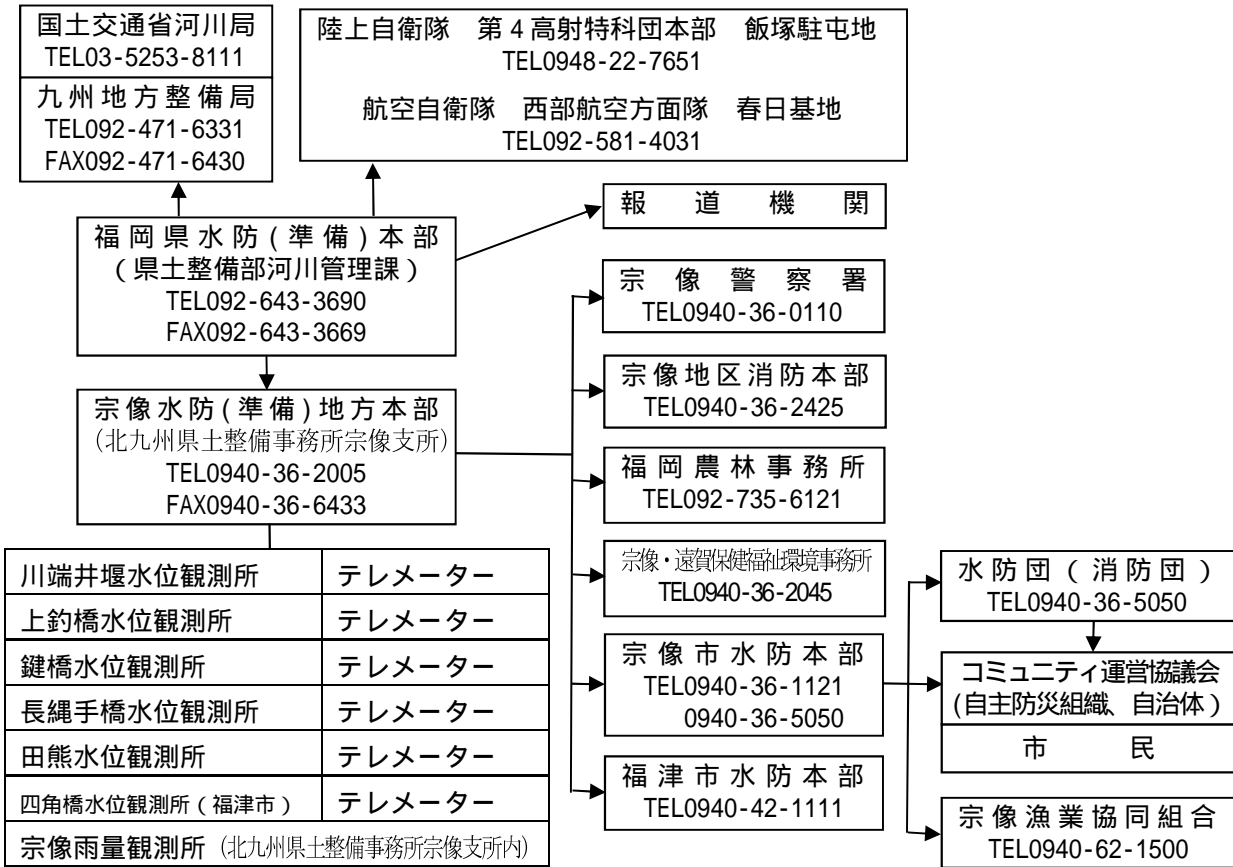 国土交通省河川局
TEL03-5253-8111
九州地方整備局
TEL092-471-6331
FAX092-471-6430
陸上自衛隊　第４高射特科団本部　飯塚駐屯地
TEL0948-22-7651
航空自衛隊　西部航空方面隊　春日基地
TEL092-581-4031
報道機関
福岡県水防(準備)本部
(県土整備部河川管理課)
TEL092-643-3690
FAX092-643-3669
宗像警察署
TEL0940-36-0110
宗像地区消防本部
TEL0940-36-2425
宗像水防(準備)地方本部
(北九州県土整備事務所宗像支所)
TEL0940-36-2005
FAX0940-36-6433
福岡農林事務所
TEL092-735-6121
宗像・遠賀保健福祉環境事務所
TEL0940-36-2045
宗像市水防本部
TEL0940-36-1121
0940-36-5050
福津市水防本部
TEL0940-42-1111
水防団(消防団)
TEL0940-36-5050
コミュニティ運営協議会
(自主防災組織、自治体)
市民
宗像漁業協同組合
TEL0940-62-1500
川端井堰水位観測所　テレメーター
上釣橋水位観測所　テレメーター
鍵橋水位観測所　テレメーター
長縄手橋水位観測所　テレメーター
田熊水位観測所　テレメーター
四角橋水位観測所(福津市)　テレメーター
宗像雨量観測所(北九州県土整備事務所宗像支所内)